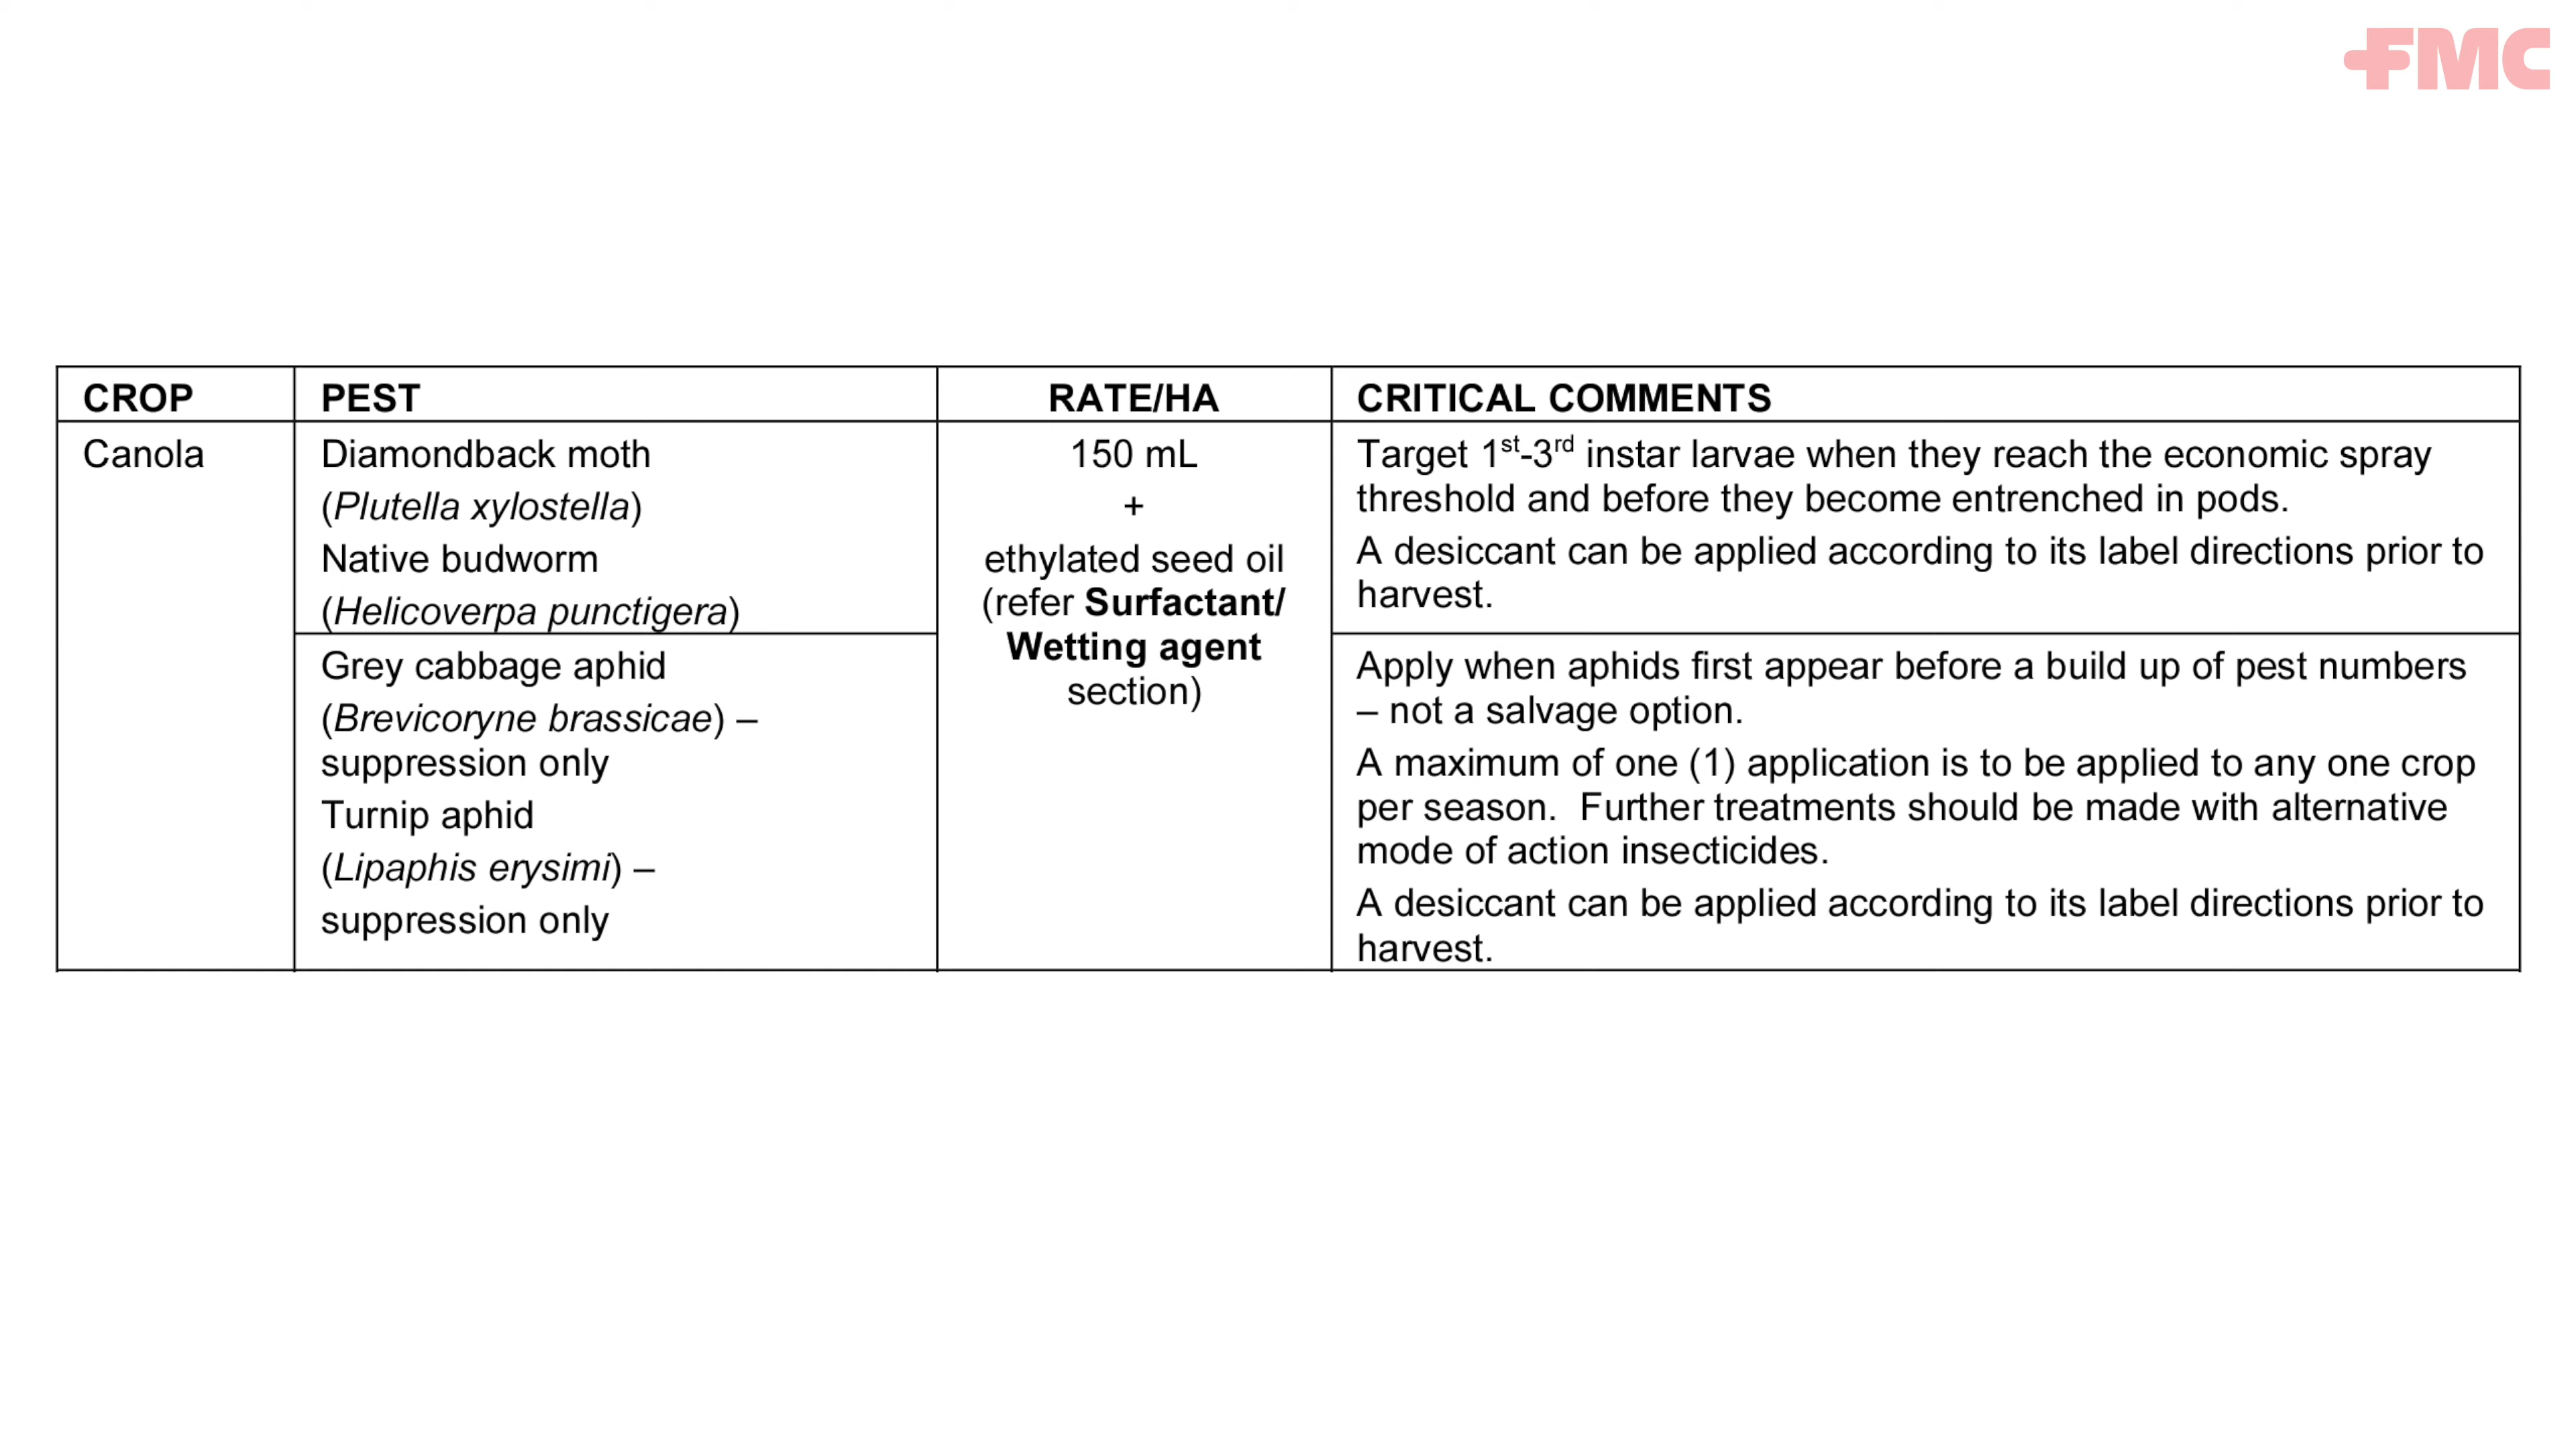 FMC
CROP
PEST
RATE/HA
CRITICAL COMMENTS
Canola
Diamondback moth
(Plutella xylostella)
Native budworm
(Helicoverpa punctigera)
150 mL
+
ethylated seed oil
(refer Surfactant/
Wetting agent
section)
Target 1st-3rd instar larvae when they reach the economic spray
threshold and before they become entrenched in pods.
A desiccant can be applied according to its label directions prior to
harvest.
Grey cabbage aphid
(Brevicoryne brassicae) –
suppression only
Turnip aphid
(Lipaphis erysimi) –
suppression only
Apply when aphids first appear before a build up of pest numbers
– not a salvage option.
A maximum of one (1) application is to be applied to any one crop
per season.  Further treatments should be made with alternative
mode of action insecticides.
A desiccant can be applied according to its label directions prior to
harvest.